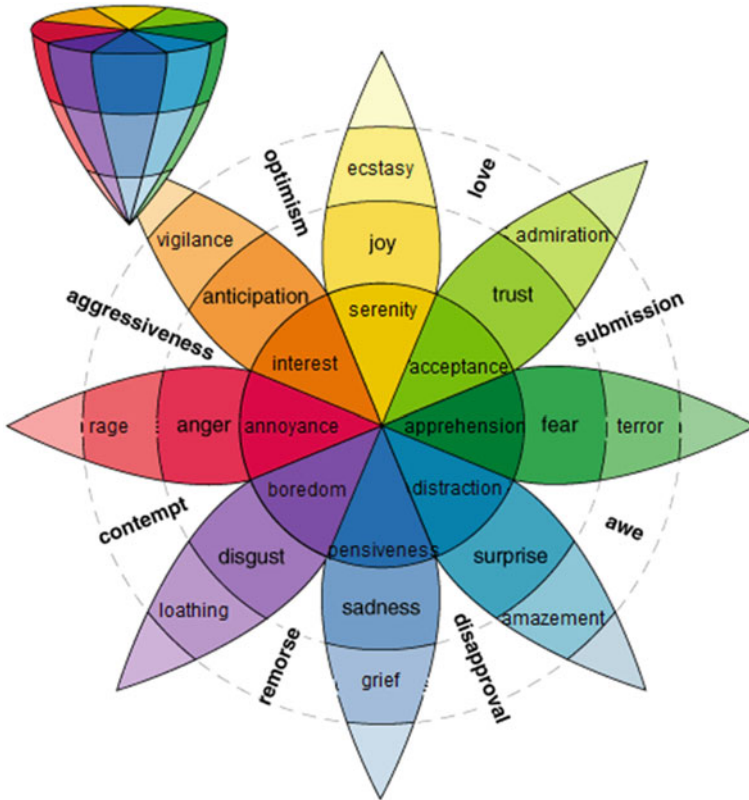 ecstasy
optimism
love
vigilance
admiration
joy
anticipation
trust
aggressiveness
serenity
submission
interest
acceptance
rage
anger
annoyance
apprehension
fear
terror
boredom
distraction
contempt
awe
pensiveness
disgust
surprise
loathing
sadness
amazement
remorse
grief
disapproval